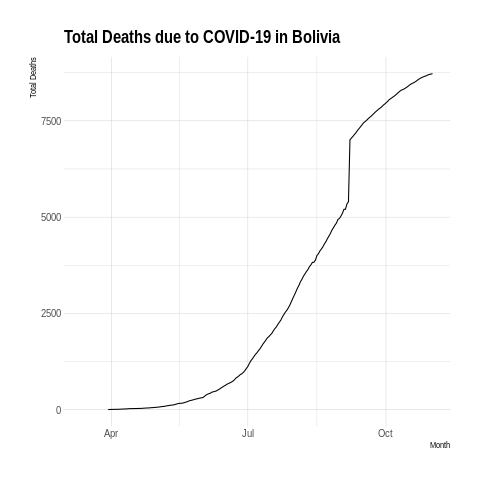 Total Deaths due to COVID-19 in Bolivia
Total Deaths
7500
5000
2500
0
Apr
Jul
Oct
Month